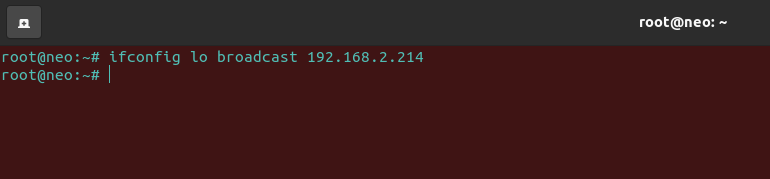 root@neo: ~
root@neo:~# ifconfig lo broadcast 192.168.2.214
root@neo:~#